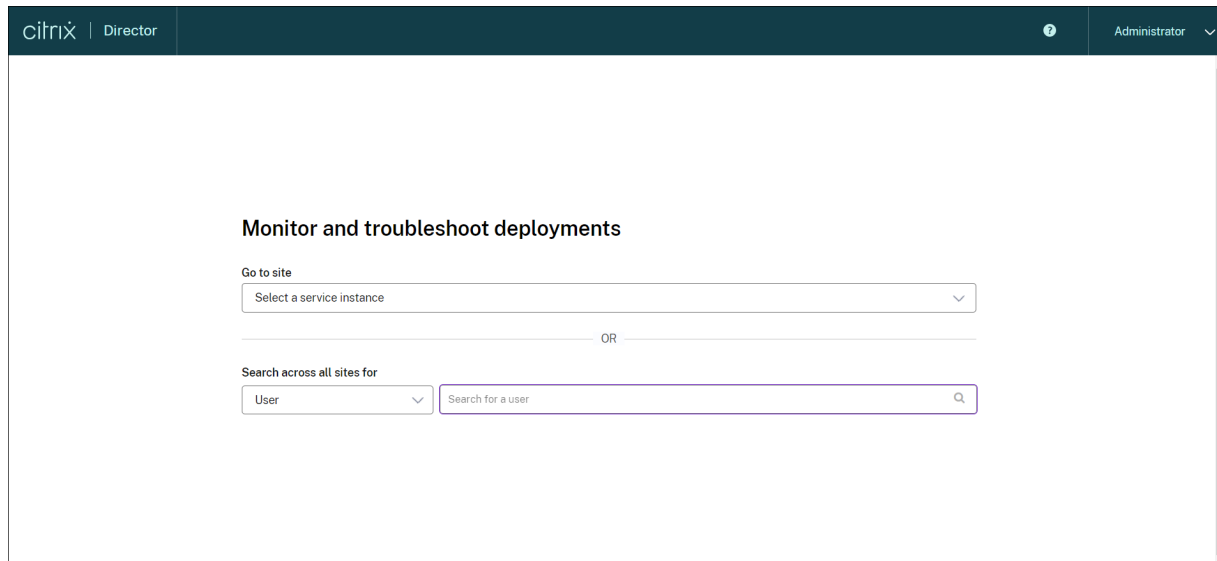 citrix | Director
?
Administrator
Monitor and troubleshoot deployments
Go to site
Select a service instance
OR
Search across all sites for
User
Search for a user